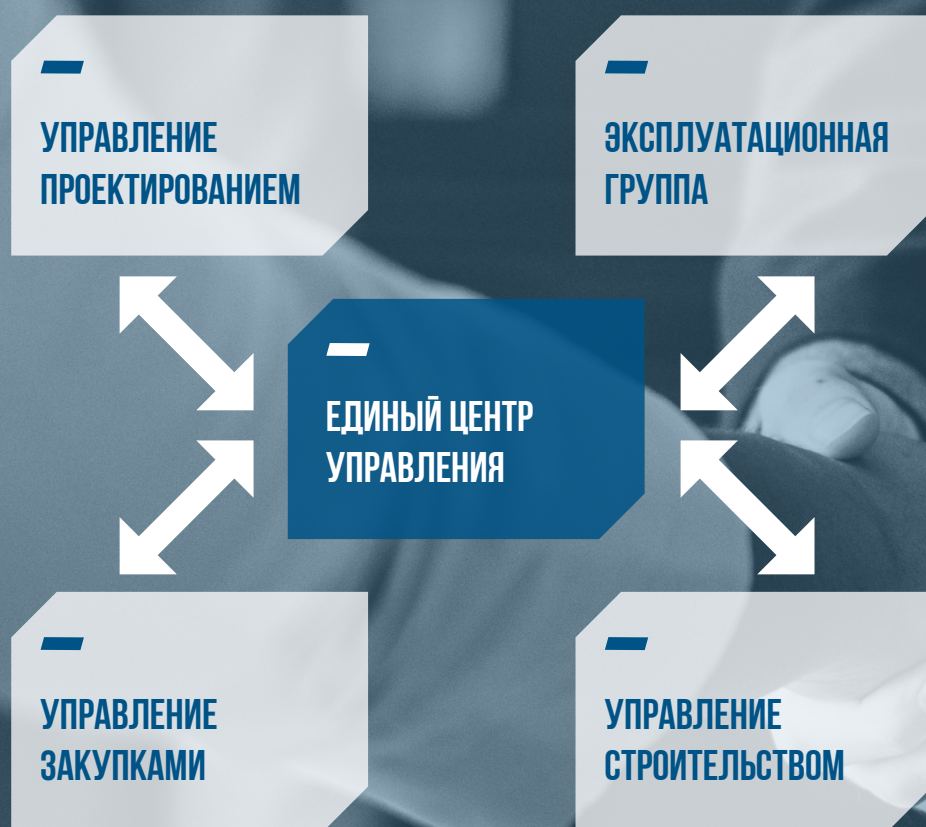 УПРАВЛЕНИЕ
ПРОЕКТИРОВАНИЕМ
ЭКСПЛУАТАЦИОННАЯ
ГРУППА
ЕДИНЫЙ ЦЕНТР
УПРАВЛЕНИЯ
УПРАВЛЕНИЕ
ЗАКУПКАМИ
УПРАВЛЕНИЕ
СТРОИТЕЛЬСТВОМ